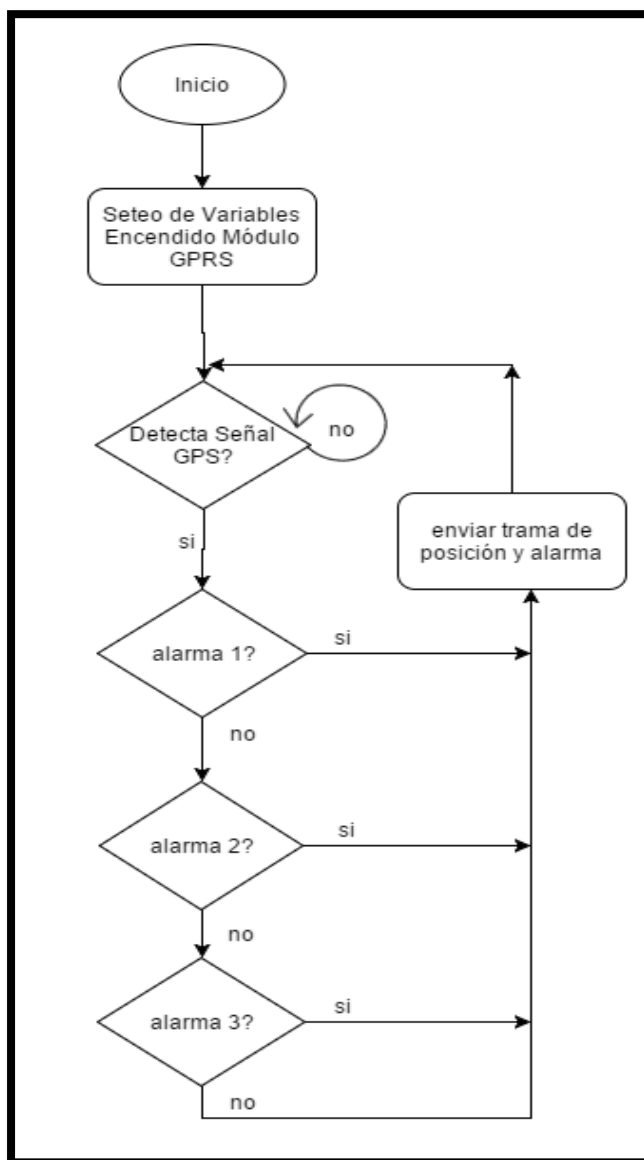 Inicio
Seteo de Variables
Encendido Módulo
GPRS
Detecta Señal
GPS?
no
si
enviar trama de
posición y alarma
alarma 1?
si
no
alarma 2?
si
no
alarma 3?
si
no